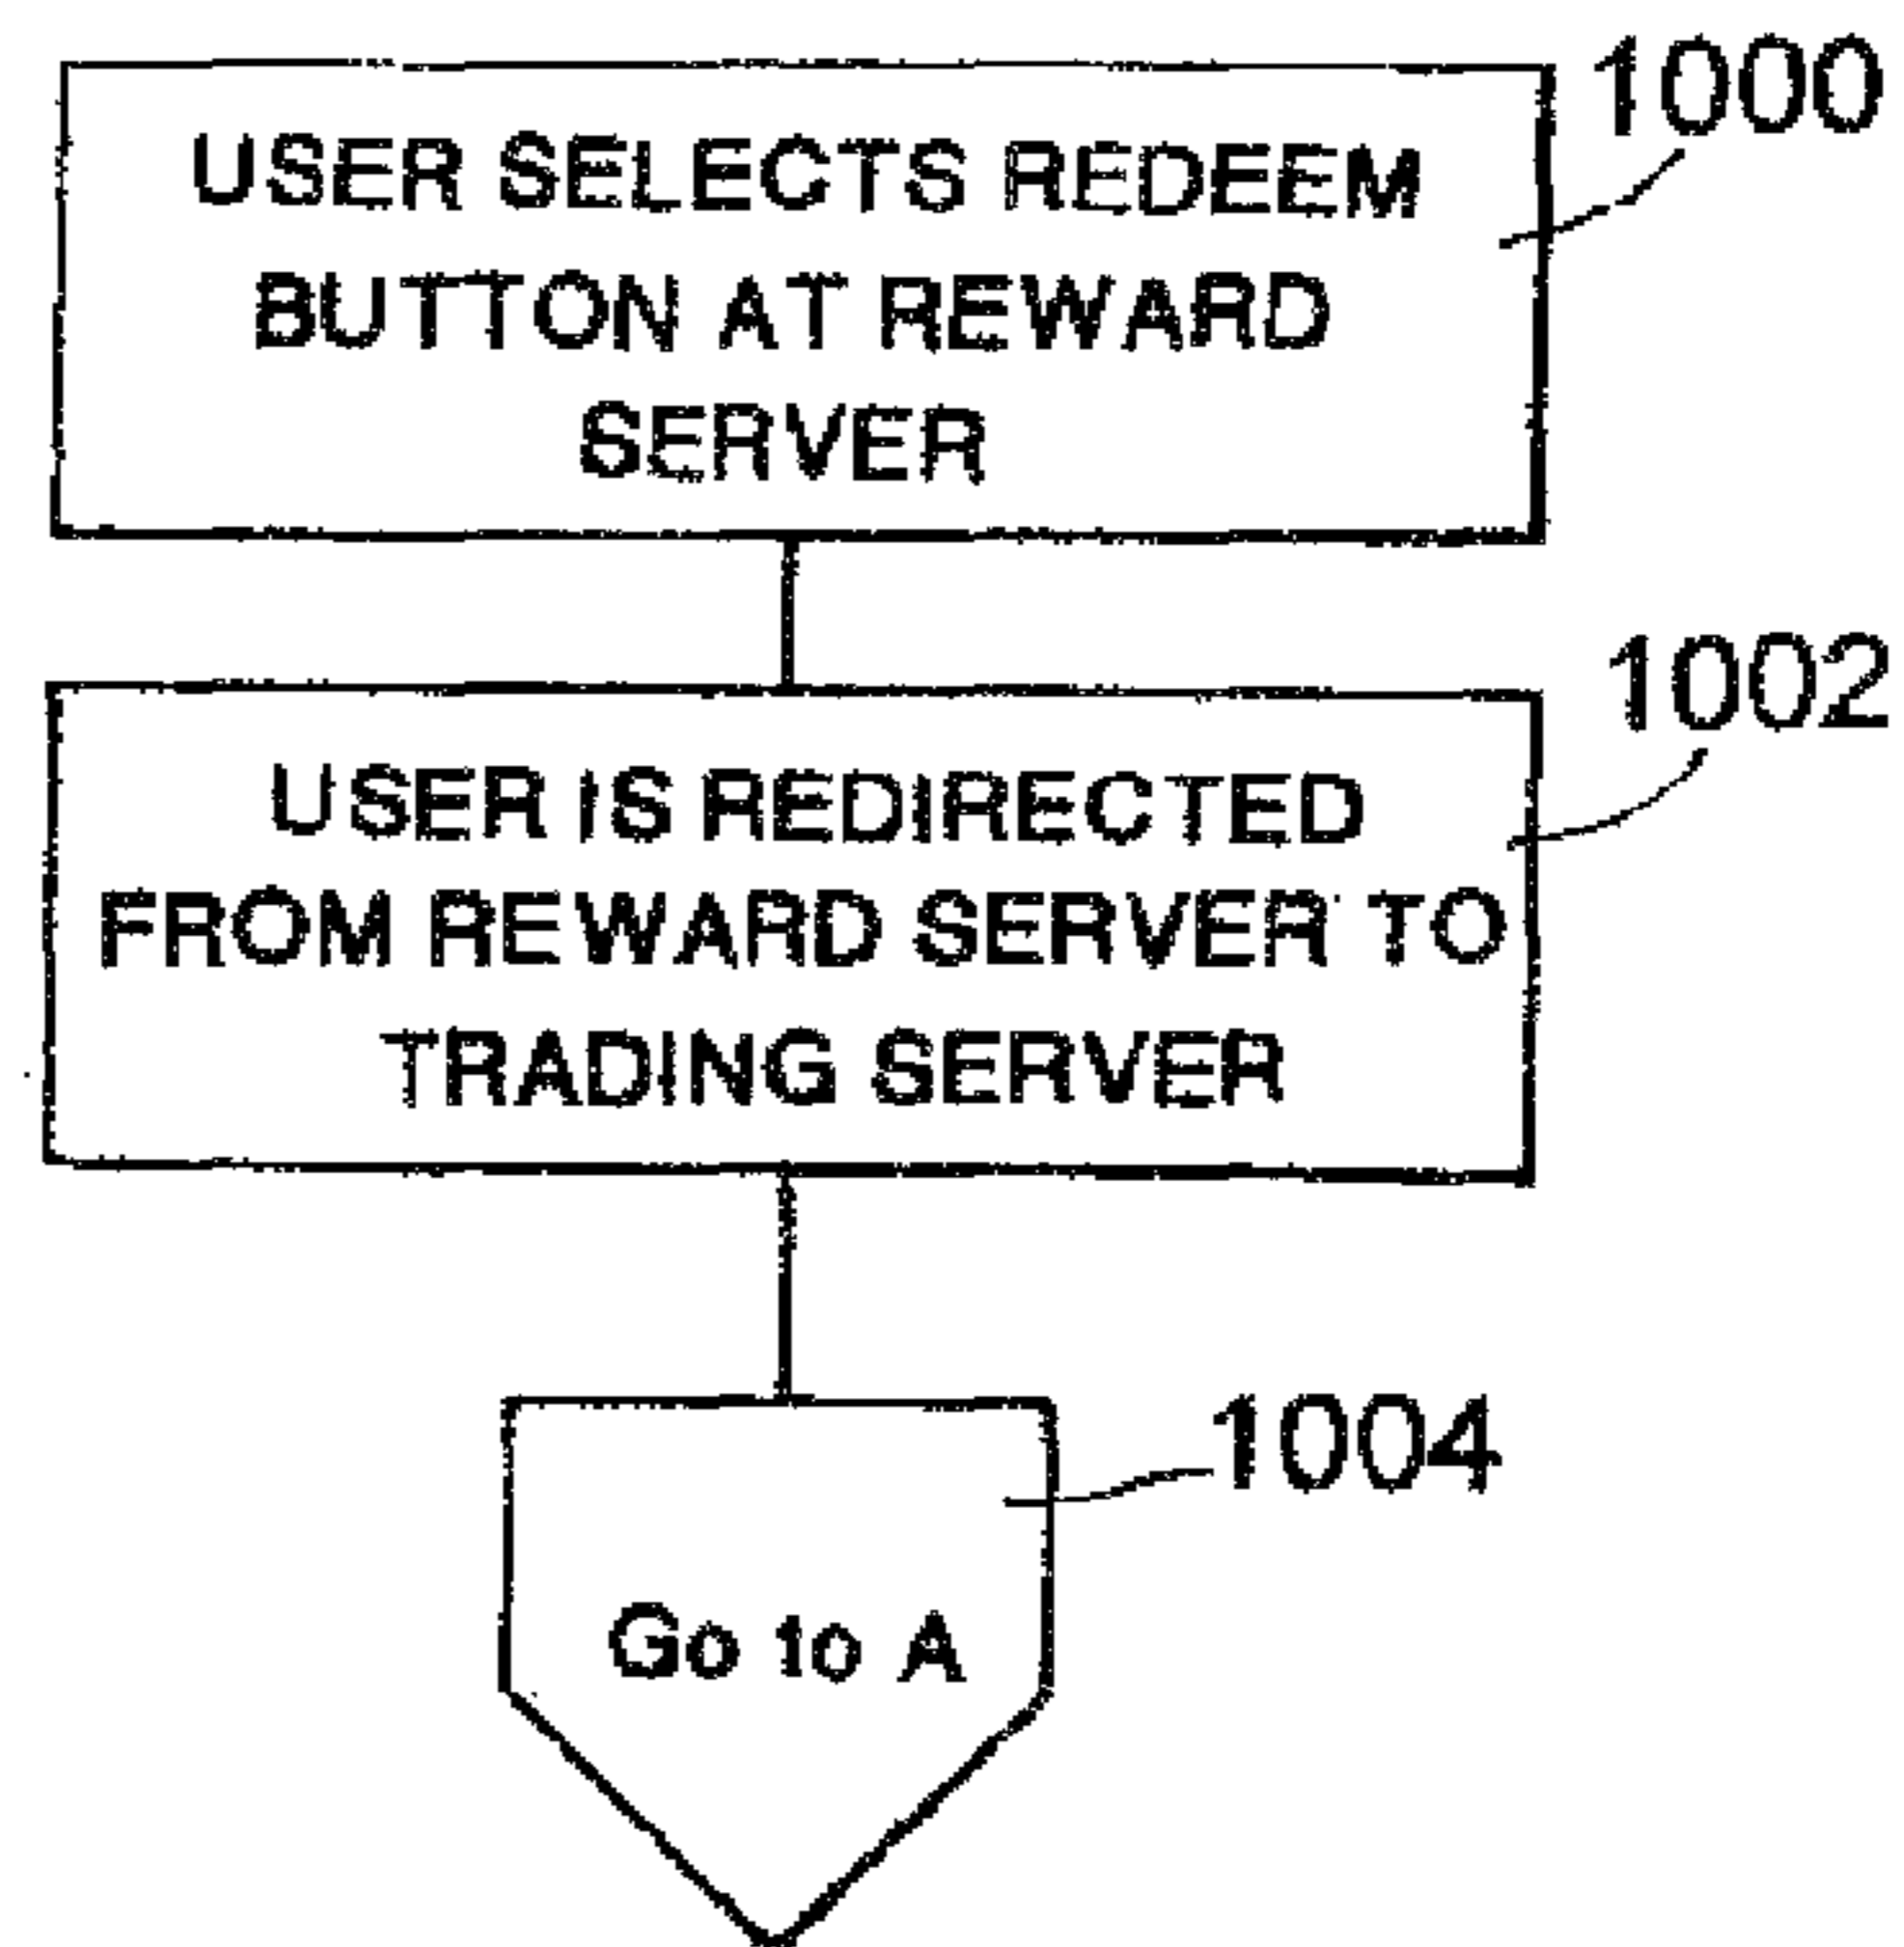 1000
USER SELECTS REDEEM
BUTTON AT REWARD
SERVER
1002
USER IS REDIRECTED
FROM REWARD SERVER TO
TRADING SERVER
1004
Go to A